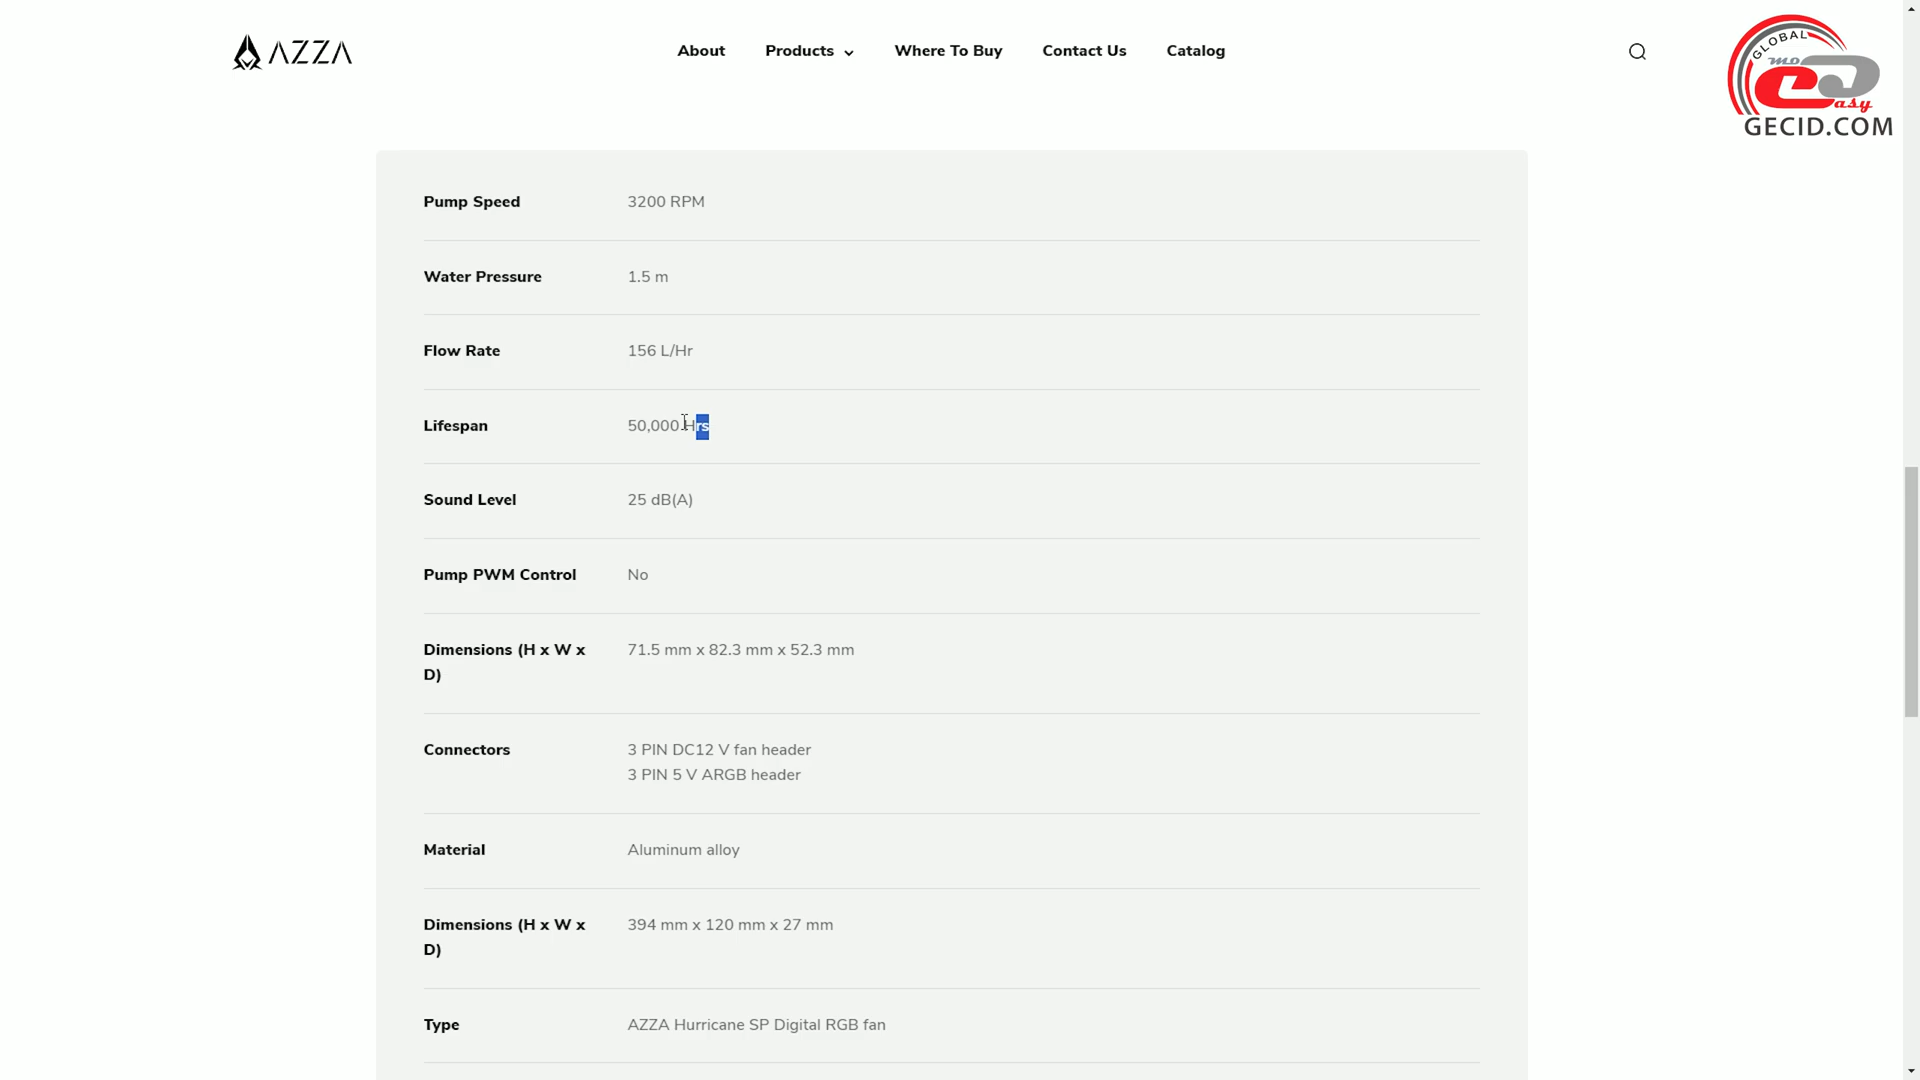 AZZA
About
Products
Where To Buy
Contact Us
Catalog
GLOBAL
mo
easy
GECID.COM
Pump Speed 3200 RPM
Water Pressure 1.5 m
Flow Rate 156 L/Hr
Lifespan 50,000 Hrs
Sound Level 25 dB(A)
Pump PWM Control No
Dimensions (H x W x 71.5 mm x 82.3 mm x 52.3 mm
D)
Connectors 3 PIN DC12 V fan header
3 PIN 5 V ARGB header
Material Aluminum alloy
Dimensions (H x W x 394 mm x 120 mm x 27 mm
D)
Type AZZA Hurricane SP Digital RGB fan